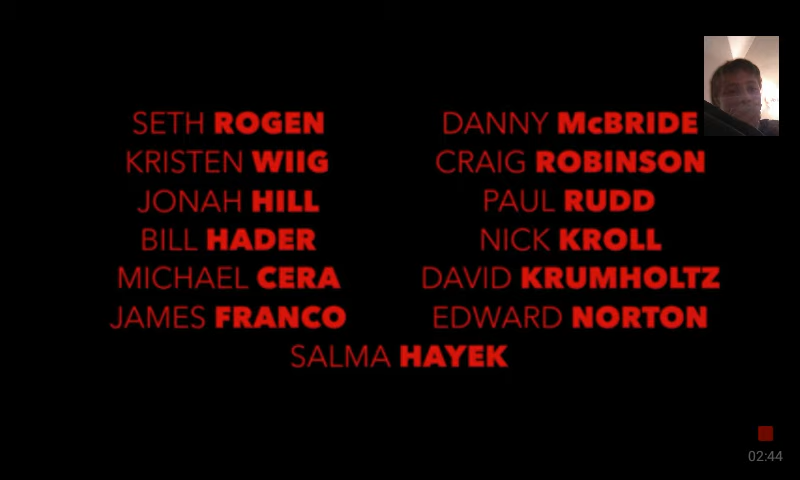 SETH ROGEN DANNY McBRIDE
KRISTEN WIIG CRAIG ROBINSON
JONAH HILL PAUL RUDD
BILL HADER NICK KROLL
MICHAEL CERA DAVID KRUMHOLTZ
JAMES FRANCO EDWARD NORTON
SALMA HAYEK
02:44